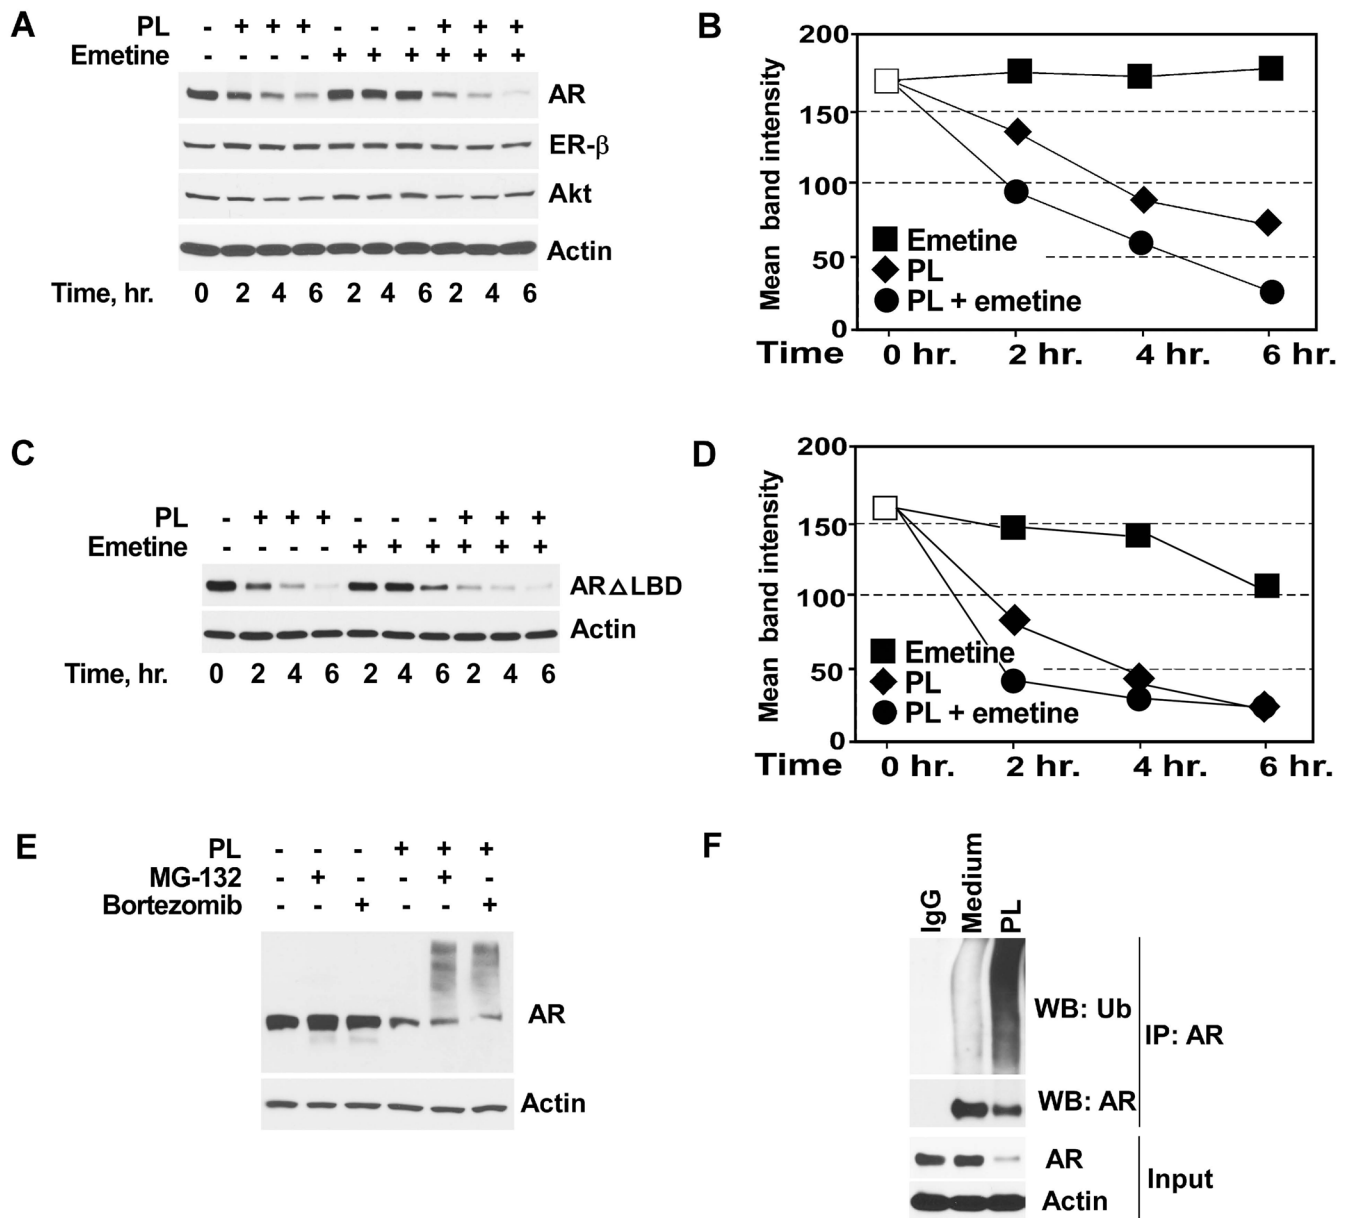 A
PL - + + + - - - + + +
Emetine - - - - + + + + + +
AR
ER-β
Akt
Actin
Time, hr. 0 2 4 6 2 4 6 2 4 6
B
Mean band intensity
200
150
100
50
0
Emetine
PL
PL + emetine
Time 0 hr. 2 hr. 4 hr. 6 hr.
C
PL - + + + - - - + + +
Emetine - - - - + + + + + +
AR△LBD
Actin
Time, hr. 0 2 4 6 2 4 6 2 4 6
D
Mean band intensity
200
150
100
50
0
Emetine
PL
PL + emetine
Time 0 hr. 2 hr. 4 hr. 6 hr.
E
PL - - - + + +
MG-132 - + - - + -
Bortezomib - - + - - +
AR
Actin
F
IgG
Medium
PL
WB: Ub
IP: AR
WB: AR
AR
Input
Actin